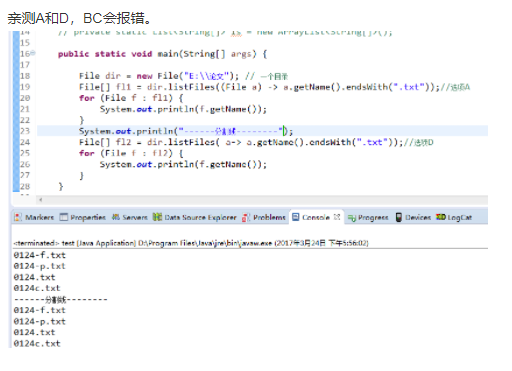 亲测A和D，BC会报错。
14 // private static List<String[]> ls = new ArrayList<String[]>();
15
16 public static void main(String[] args) {
17
18 File dir = new File("E:\\论文"); // 一个目录
19 File[] fl1 = dir.listFiles((File a) -> a.getName().endsWith(".txt"));//选项A
20 for (File f : fl1) {
21 System.out.println(f.getName());
22 }
23 System.out.println("------分割线--------");
24 File[] fl2 = dir.listFiles( a-> a.getName().endsWith(".txt"));//选项D
25 for (File f : fl2) {
26 System.out.println(f.getName());
27 }
28 }
Markers Properties Servers Data Source Explorer Problems Console Progress Devices LogCat
<terminated> test [Java Application] D:\Program Files\Java\jre\bin\javaw.exe (2017年3月24日 下午5:56:02)
0124-f.txt
0124-p.txt
0124.txt
0124c.txt
------分割线--------
0124-f.txt
0124-p.txt
0124.txt
0124c.txt